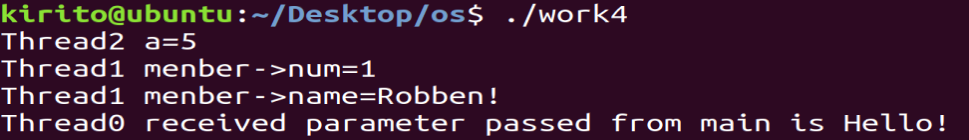 kirito@ubuntu:~/Desktop/os$ ./work4
Thread2 a=5
Thread1 menber->num=1
Thread1 menber->name=Robben!
Thread0 received parameter passed from main is Hello!